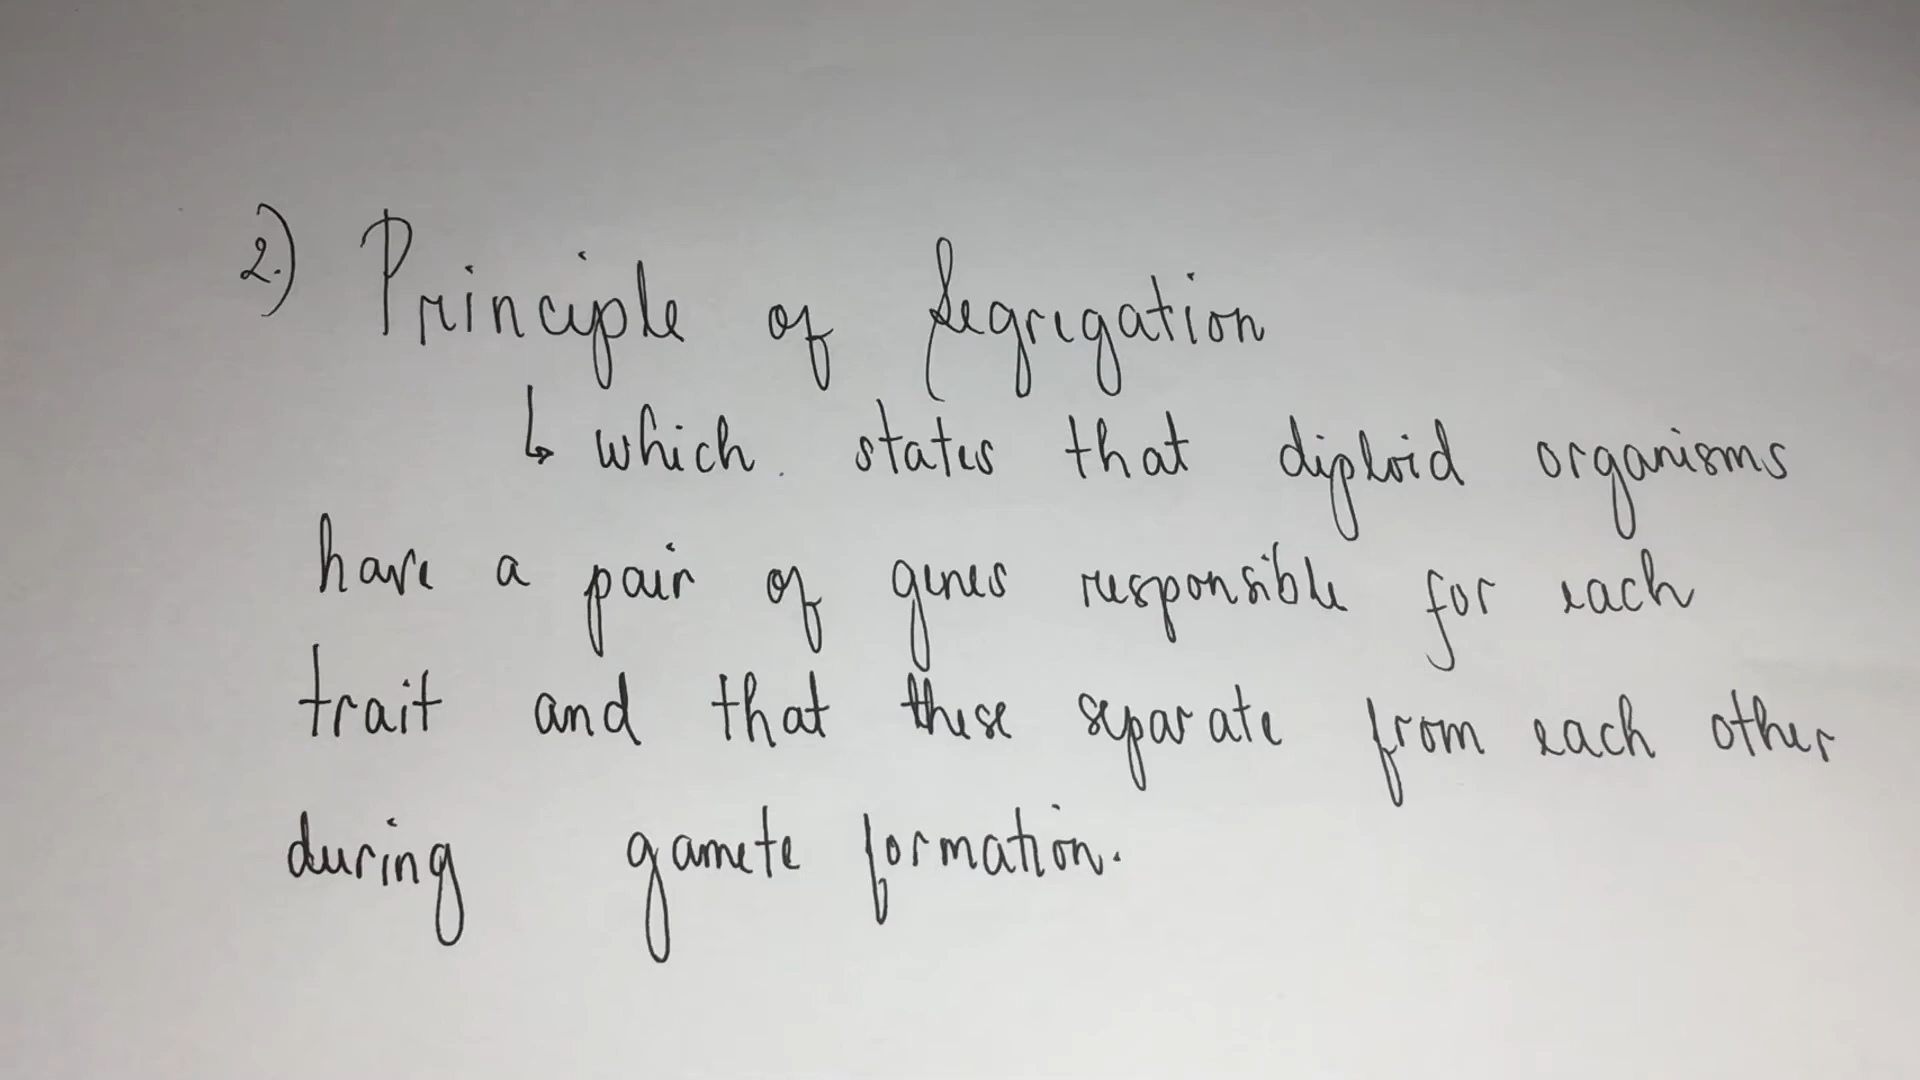 2.) Principle of Segregation
↳ which states that diploid organisms
have a pair of genes responsible for each
trait and that these separate from each other
during gamete formation.